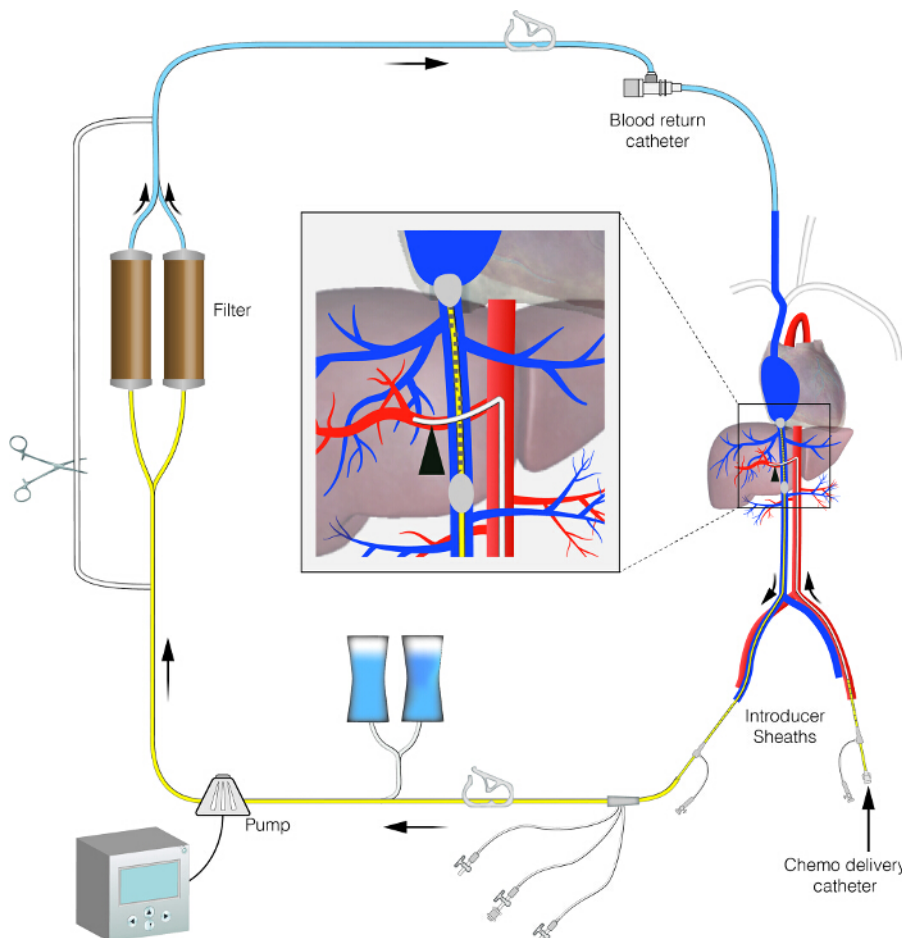 Blood return
catheter
Filter
Introducer
Sheaths
Pump
Chemo delivery
catheter